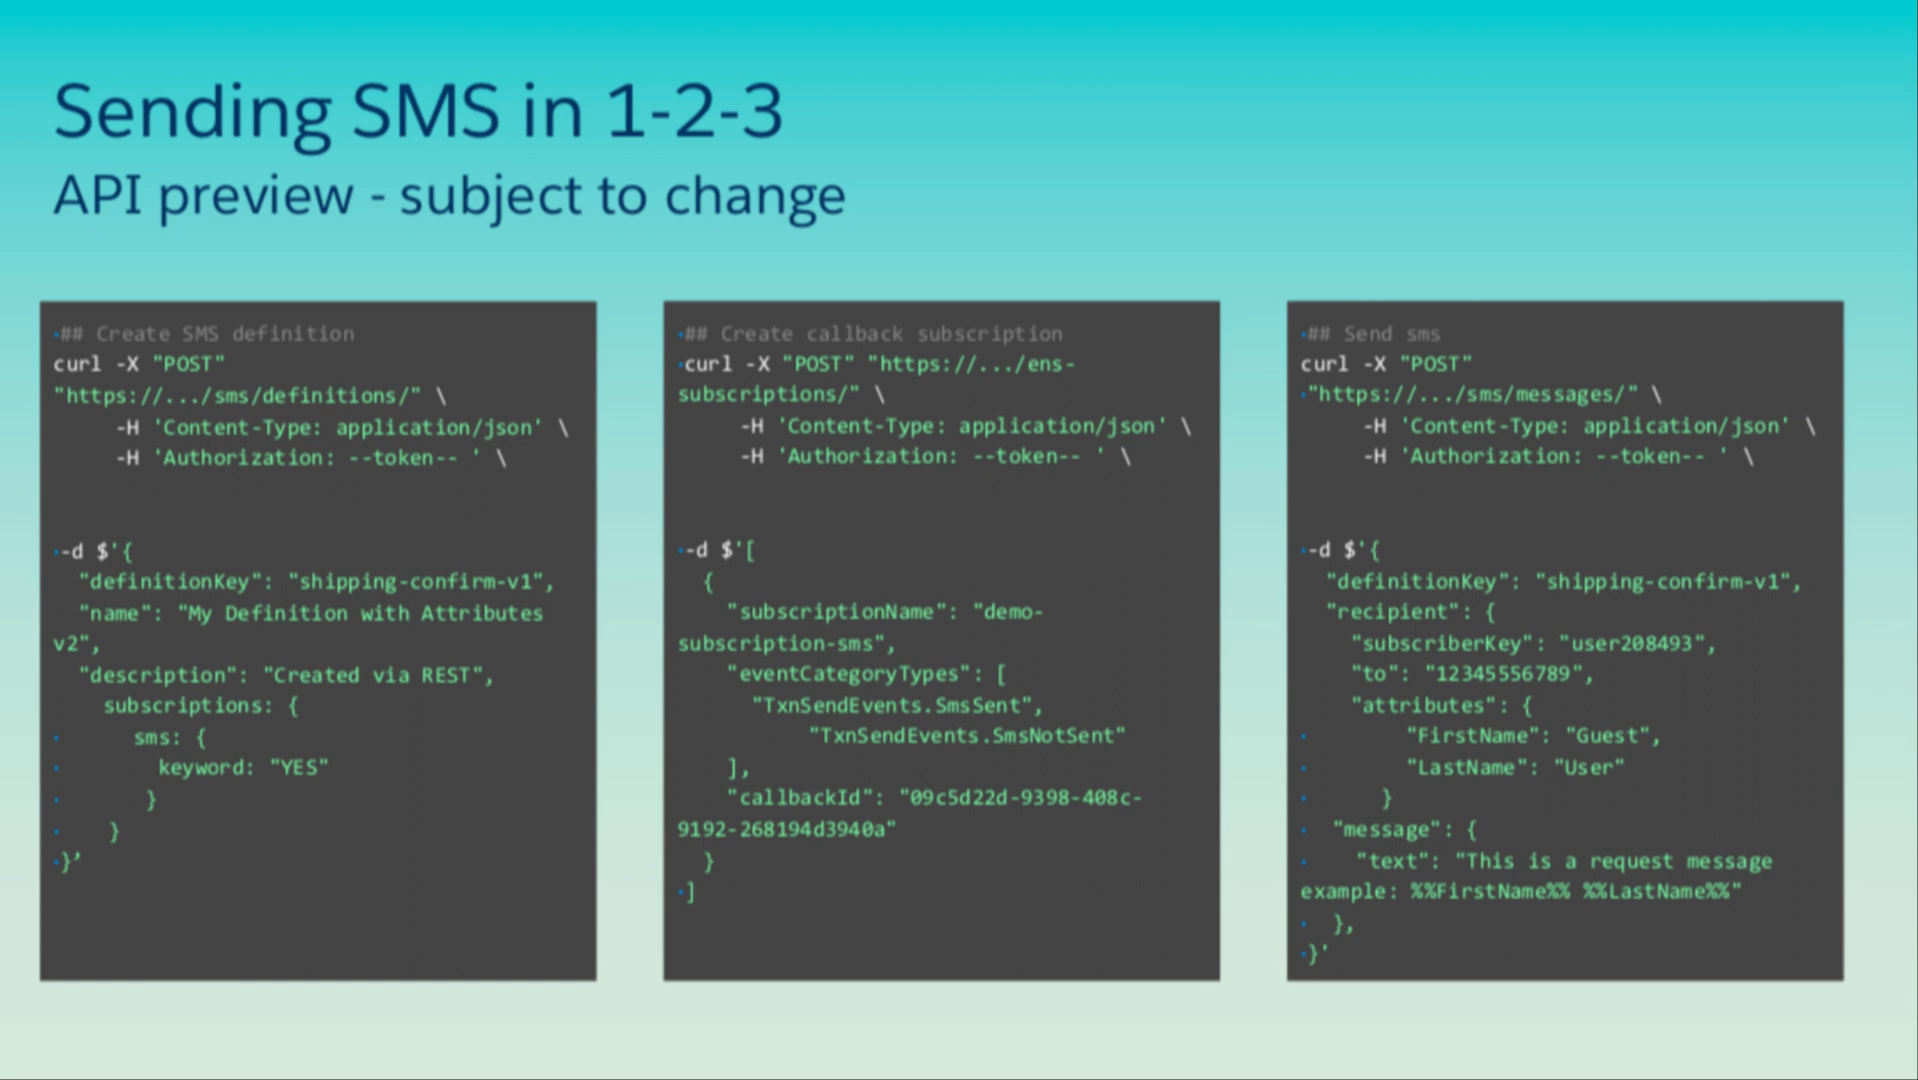 Sending SMS in 1-2-3
API preview - subject to change
## Create SMS definition
curl -X "POST"
"https://.../sms/definitions/" \
-H 'Content-Type: application/json' \
-H 'Authorization: --token-- ' \
-d $'{
"definitionKey": "shipping-confirm-v1",
"name": "My Definition with Attributes
v2",
"description": "Created via REST",
subscriptions: {
sms: {
keyword: "YES"
}
}
}’
## Create callback subscription
curl -X "POST" "https://.../ens-
subscriptions/" \
-H 'Content-Type: application/json' \
-H 'Authorization: --token-- ' \
-d $'[
{
"subscriptionName": "demo-
subscription-sms",
"eventCategoryTypes": [
"TxnSendEvents.SmsSent",
"TxnSendEvents.SmsNotSent"
],
"callbackId": "09c5d22d-9398-408c-
9192-268194d3940a"
}
]
## Send sms
curl -X "POST"
"https://.../sms/messages/" \
-H 'Content-Type: application/json' \
-H 'Authorization: --token-- ' \
-d $'{
"definitionKey": "shipping-confirm-v1",
"recipient": {
"subscriberKey": "user208493",
"to": "12345556789",
"attributes": {
"FirstName": "Guest",
"LastName": "User"
}
"message": {
"text": "This is a request message
example: %%FirstName%% %%LastName%%"
},
}'